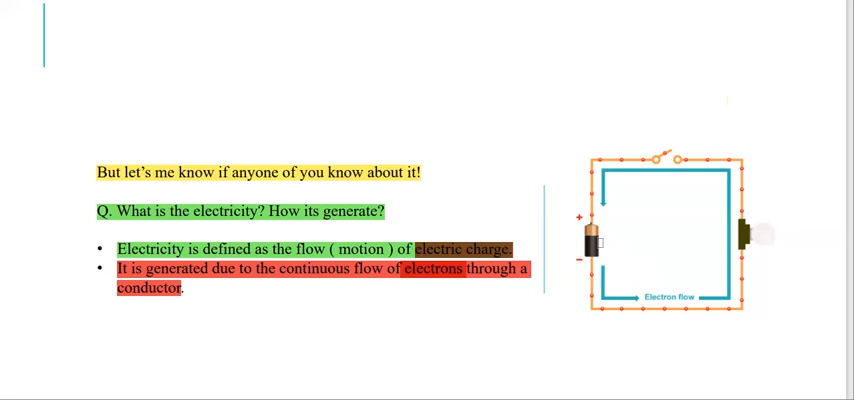 But let’s me know if anyone of you know about it!
Q. What is the electricity? How its generate?
• Electricity is defined as the flow ( motion ) of electric charge.
• It is generated due to the continuous flow of electrons through a
conductor.
+
−
Electron flow